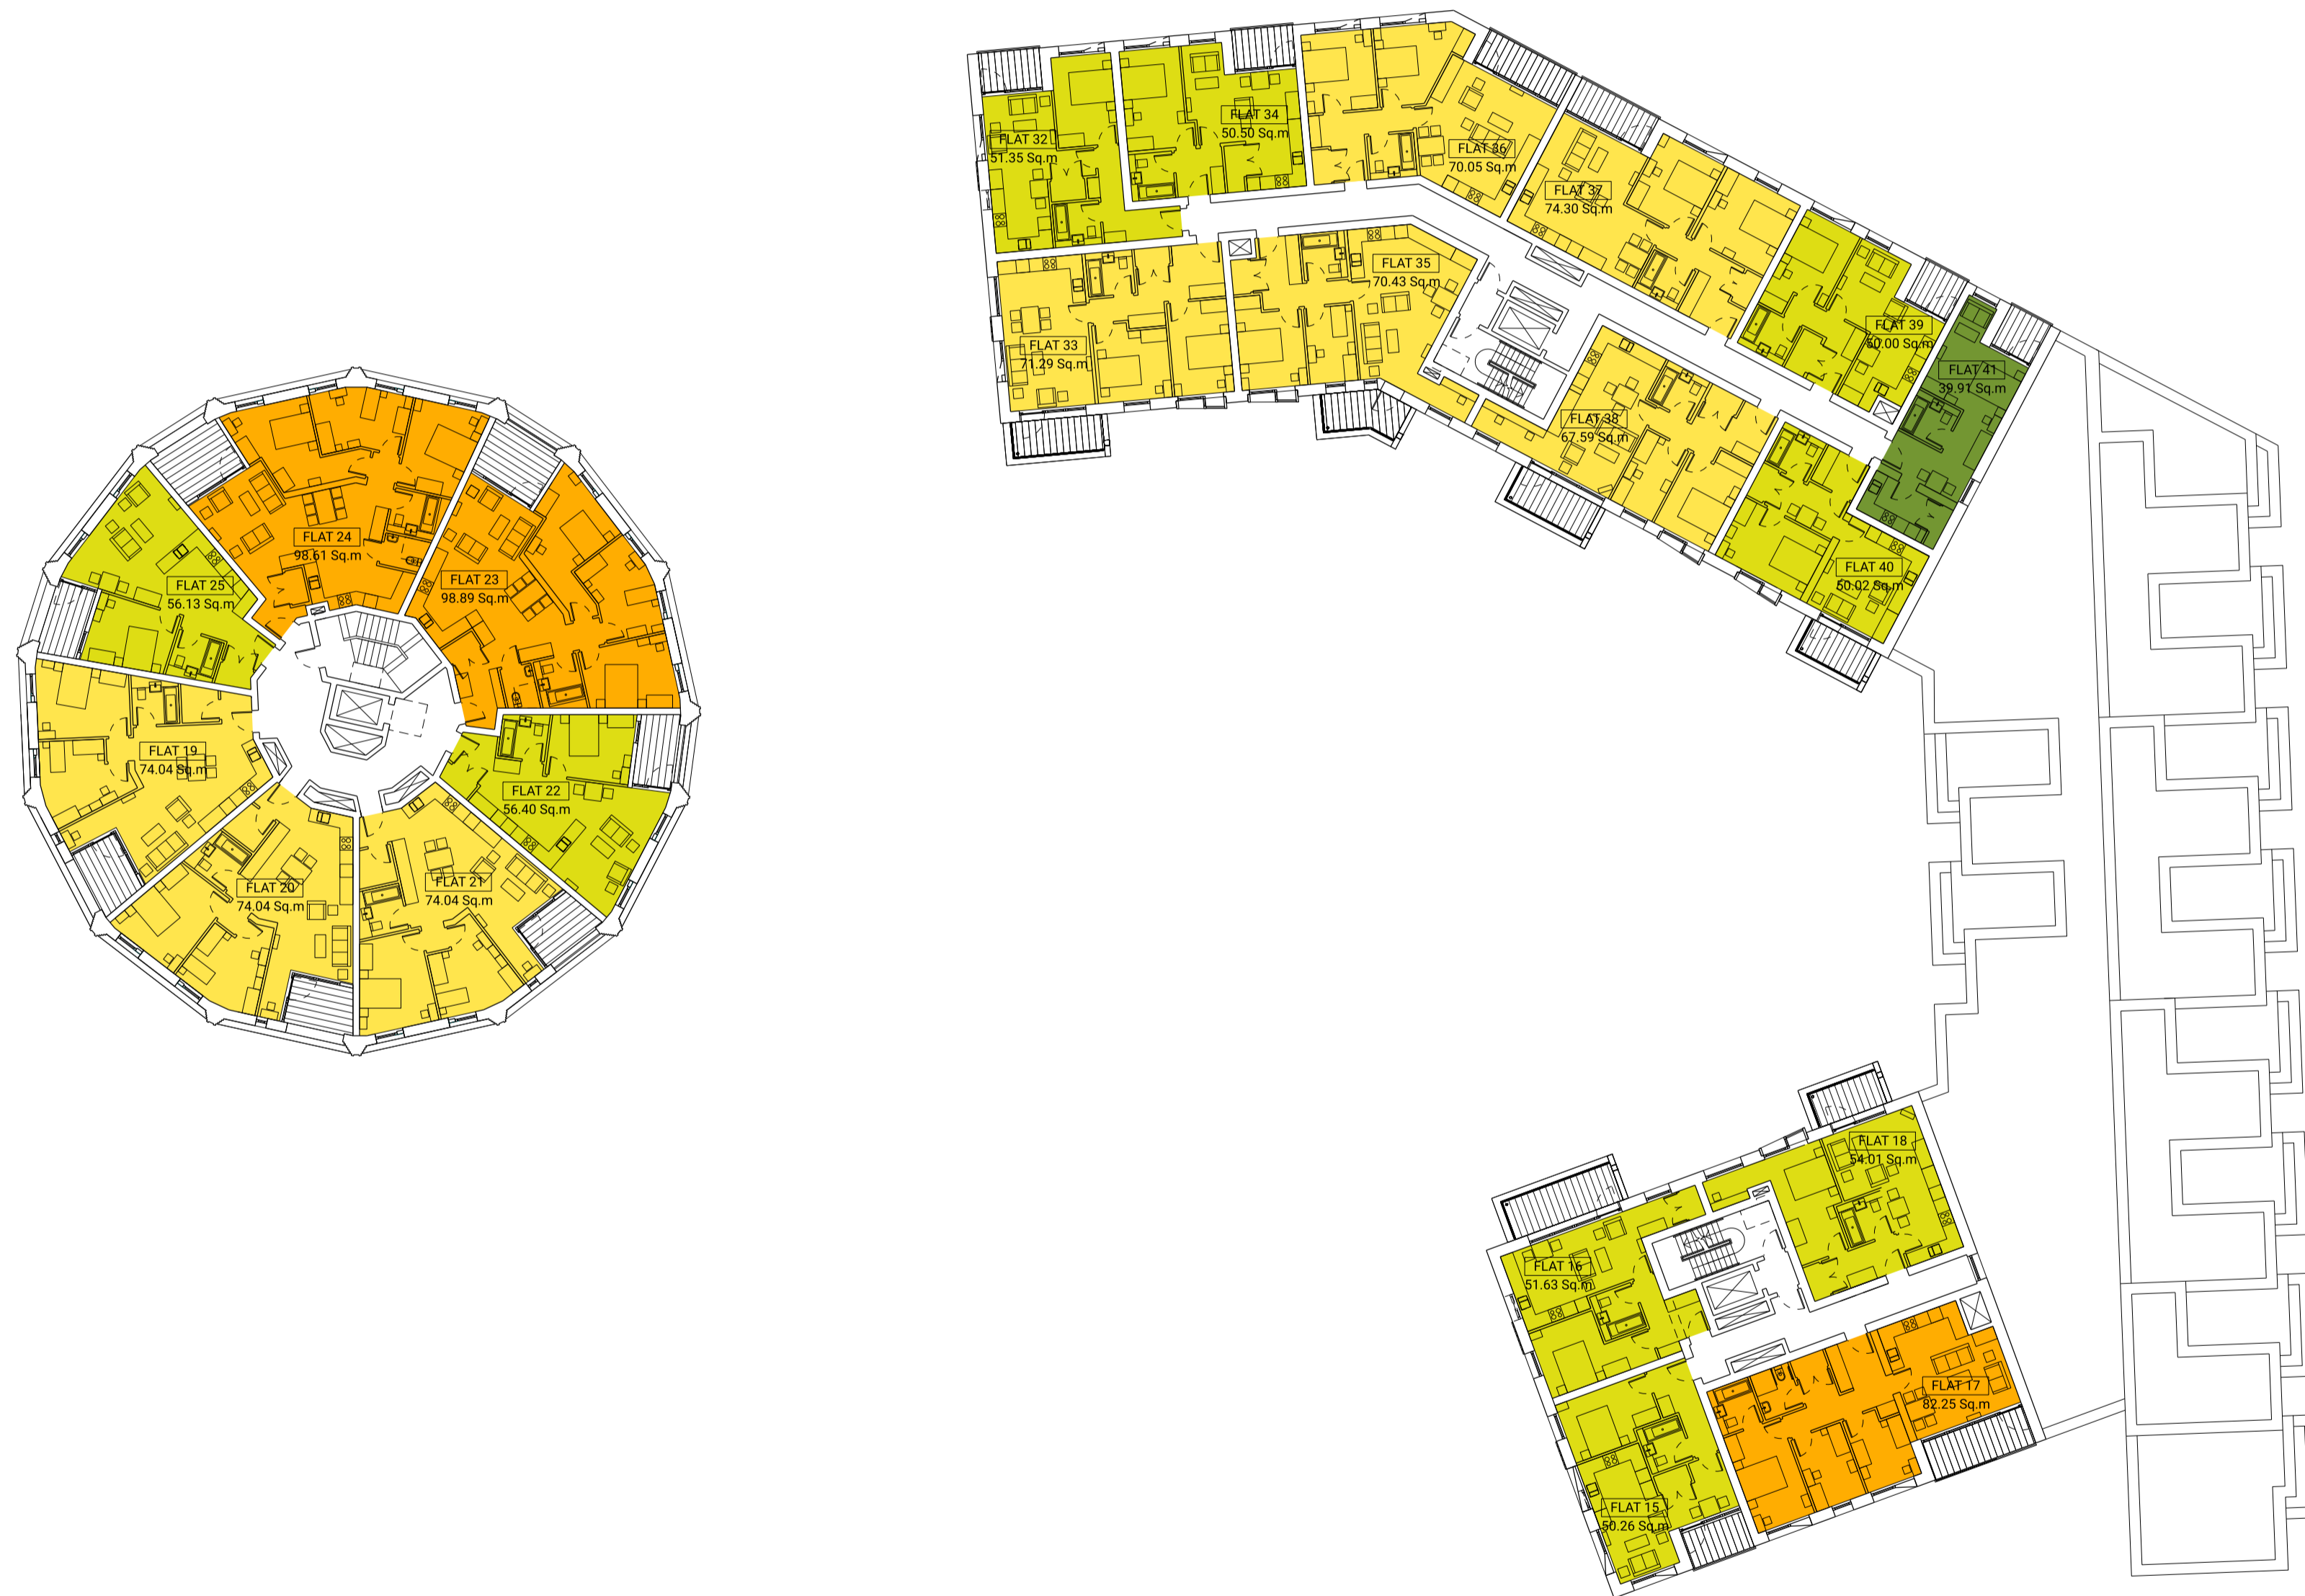 FLAT 32
51.35 Sq.m
FLAT 34
50.50 Sq.m
FLAT 36
70.05 Sq.m
FLAT 37
74.30 Sq.m
FLAT 35
70.43 Sq.m
FLAT 33
71.29 Sq.m
FLAT 39
50.00 Sq.m
FLAT 41
39.91 Sq.m
FLAT 38
67.59 Sq.m
FLAT 40
50.02 Sq.m
FLAT 24
98.61 Sq.m
FLAT 23
98.89 Sq.m
FLAT 25
56.13 Sq.m
FLAT 19
74.04 Sq.m
FLAT 22
56.40 Sq.m
FLAT 20
74.04 Sq.m
FLAT 21
74.04 Sq.m
FLAT 18
54.01 Sq.m
FLAT 16
51.63 Sq.m
FLAT 17
82.25 Sq.m
FLAT 15
50.26 Sq.m